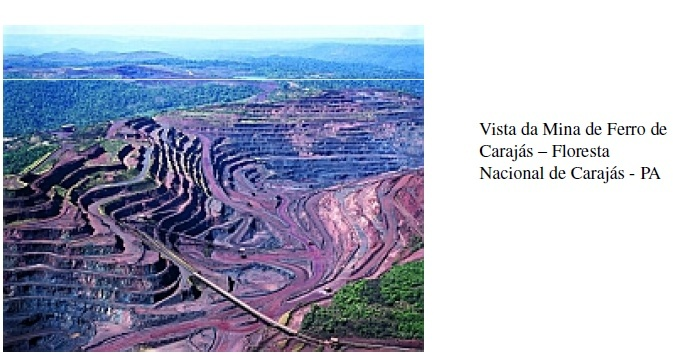 Vista da Mina de Ferro de
Carajás – Floresta
Nacional de Carajás - PA